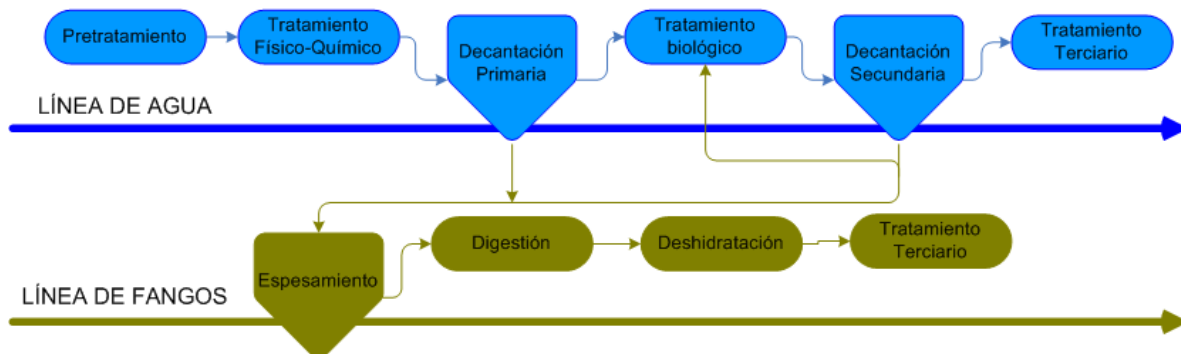 Pretratamiento
Tratamiento
Físico-Químico
Decantación
Primaria
Tratamiento
biológico
Decantación
Secundaria
Tratamiento
Terciario
LÍNEA DE AGUA
Espesamiento
Digestión
Deshidratación
Tratamiento
Terciario
LÍNEA DE FANGOS